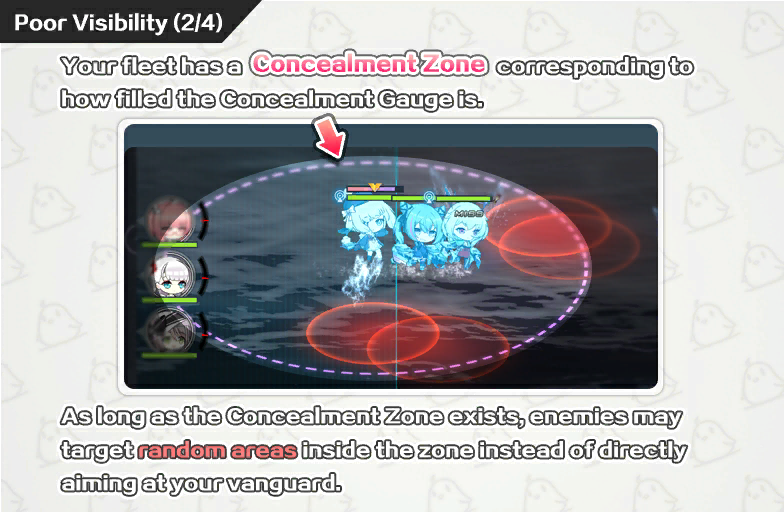 Poor Visibility (2/4)
Your fleet has a Concealment Zone corresponding to
how filled the Concealment Gauge is.
MISS
As long as the Concealment Zone exists, enemies may
target random areas inside the zone instead of directly
aiming at your vanguard.